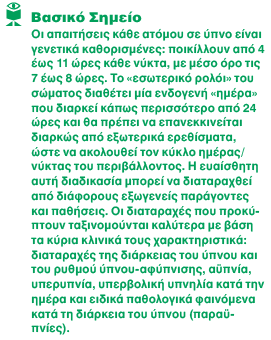 Βασικό Σημείο
Οι απαιτήσεις κάθε ατόμου σε ύπνο είναι
γενετικά καθορισμένες: ποικίλλουν από 4
έως 11 ώρες κάθε νύκτα, με μέσο όρο τις
7 έως 8 ώρες. Το «εσωτερικό ρολόι» του
σώματος διαθέτει μία ενδογενή «ημέρα»
που διαρκεί κάπως περισσότερο από 24
ώρες και θα πρέπει να επανεκκινείται
διαρκώς από εξωτερικά ερεθίσματα,
ώστε να ακολουθεί τον κύκλο ημέρας/
νύκτας του περιβάλλοντος. Η ευαίσθητη
αυτή διαδικασία μπορεί να διαταραχθεί
από διάφορους εξωγενείς παράγοντες
και παθήσεις. Οι διαταραχές που προκύ-
πτουν ταξινομούνται καλύτερα με βάση
τα κύρια κλινικά τους χαρακτηριστικά:
διαταραχές της διάρκειας του ύπνου και
του ρυθμού ύπνου-αφύπνισης, αϋπνία,
υπερυπνία, υπερβολική υπνηλία κατά την
ημέρα και ειδικά παθολογικά φαινόμενα
κατά τη διάρκεια του ύπνου (παραϋ-
πνίες).